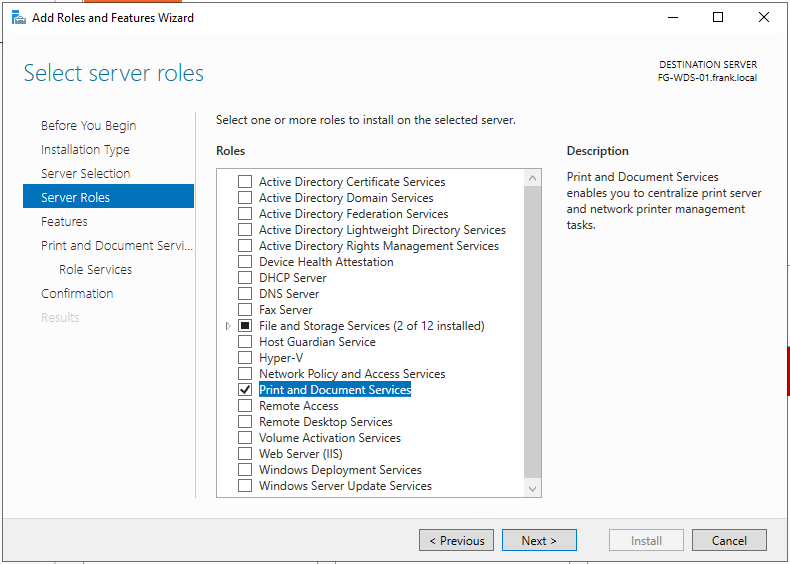 Add Roles and Features Wizard
Select server roles
DESTINATION SERVER
FG-WDS-01.frank.local
Before You Begin
Installation Type
Server Selection
Server Roles
Features
Print and Document Servi...
Role Services
Confirmation
Results
Select one or more roles to install on the selected server.
Roles
Active Directory Certificate Services
Active Directory Domain Services
Active Directory Federation Services
Active Directory Lightweight Directory Services
Active Directory Rights Management Services
Device Health Attestation
DHCP Server
DNS Server
Fax Server
File and Storage Services (2 of 12 installed)
Host Guardian Service
Hyper-V
Network Policy and Access Services
Print and Document Services
Remote Access
Remote Desktop Services
Volume Activation Services
Web Server (IIS)
Windows Deployment Services
Windows Server Update Services
Description
Print and Document Services
enables you to centralize print server
and network printer management
tasks.
< Previous
Next >
Install
Cancel